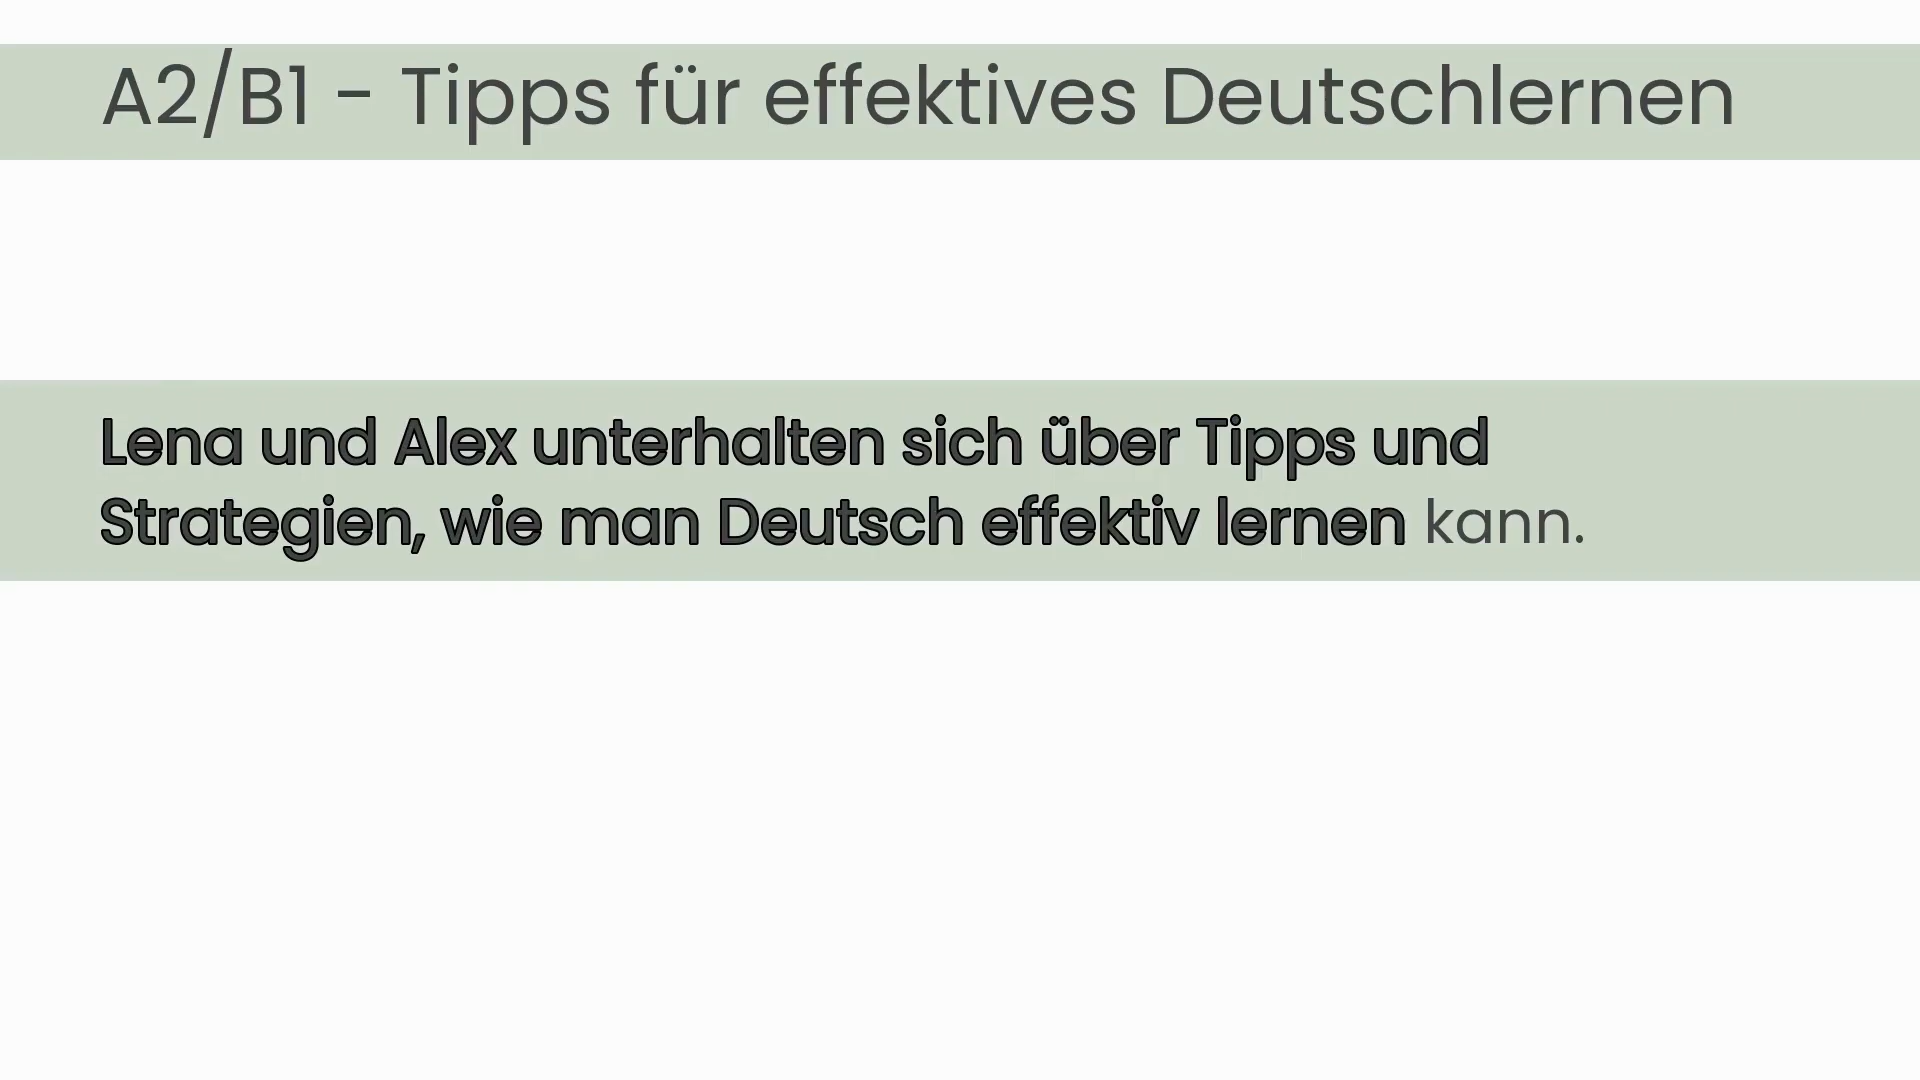 A2/B1 - Tipps für effektives Deutschlernen
Lena und Alex unterhalten sich über Tipps und
Strategien, wie man Deutsch effektiv lernen kann.